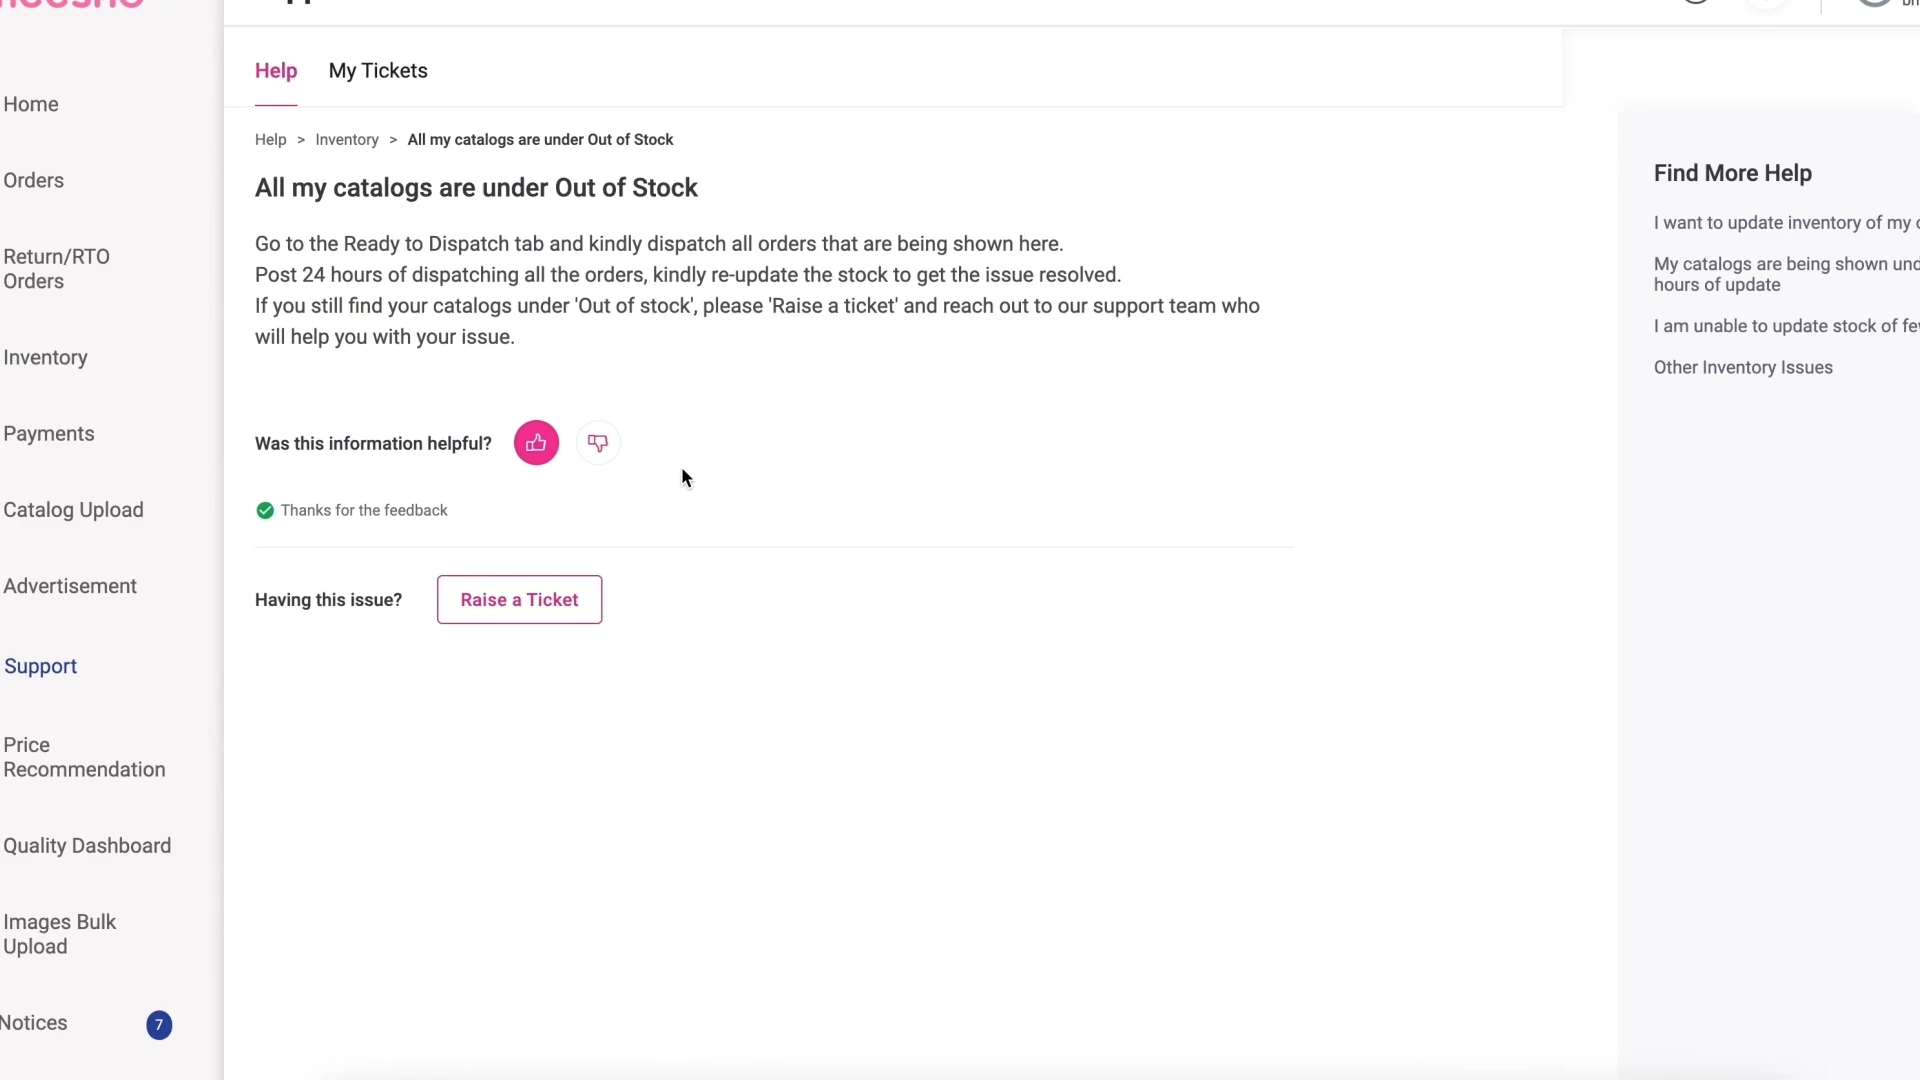 Help My Tickets
Home
Orders
Return/RTO
Orders
Inventory
Payments
Catalog Upload
Advertisement
Support
Price
Recommendation
Quality Dashboard
Images Bulk
Upload
Notices 7
Help > Inventory > All my catalogs are under Out of Stock
All my catalogs are under Out of Stock
Go to the Ready to Dispatch tab and kindly dispatch all orders that are being shown here.
Post 24 hours of dispatching all the orders, kindly re-update the stock to get the issue resolved.
If you still find your catalogs under 'Out of stock', please 'Raise a ticket' and reach out to our support team who
will help you with your issue.
Was this information helpful?
Thanks for the feedback
Having this issue? Raise a Ticket
Find More Help
I want to update inventory of my
My catalogs are being shown
hours of update
I am unable to update stock of
Other Inventory Issues